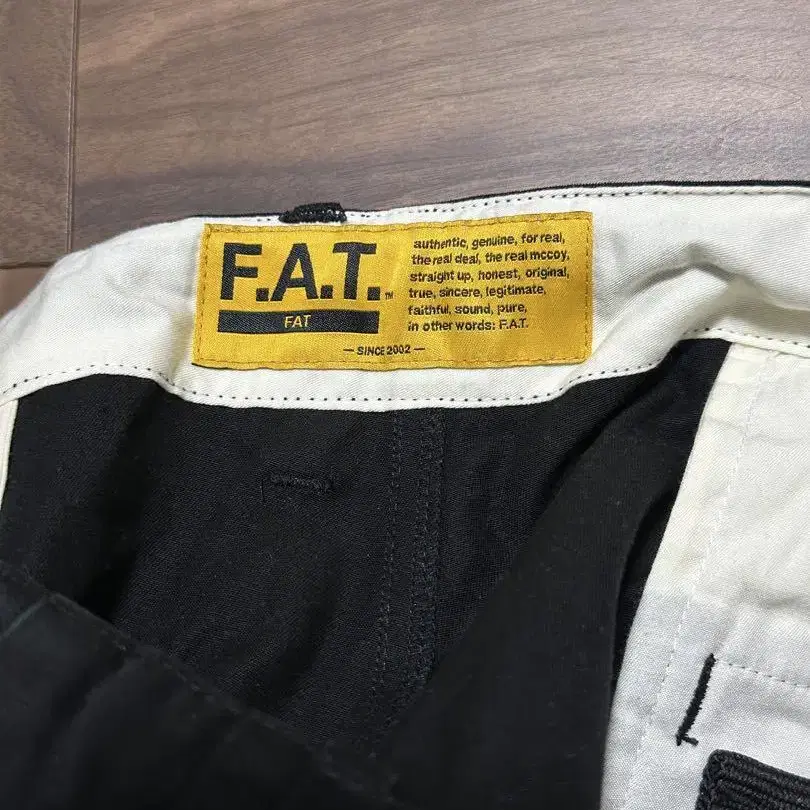 F.A.T.™
FAT
— SINCE 2002 —
authentic, genuine, for real,
the real deal, the real mccoy,
straight up, honest, original,
true, sincere, legitimate,
faithful, sound, pure,
in other words: F.A.T.